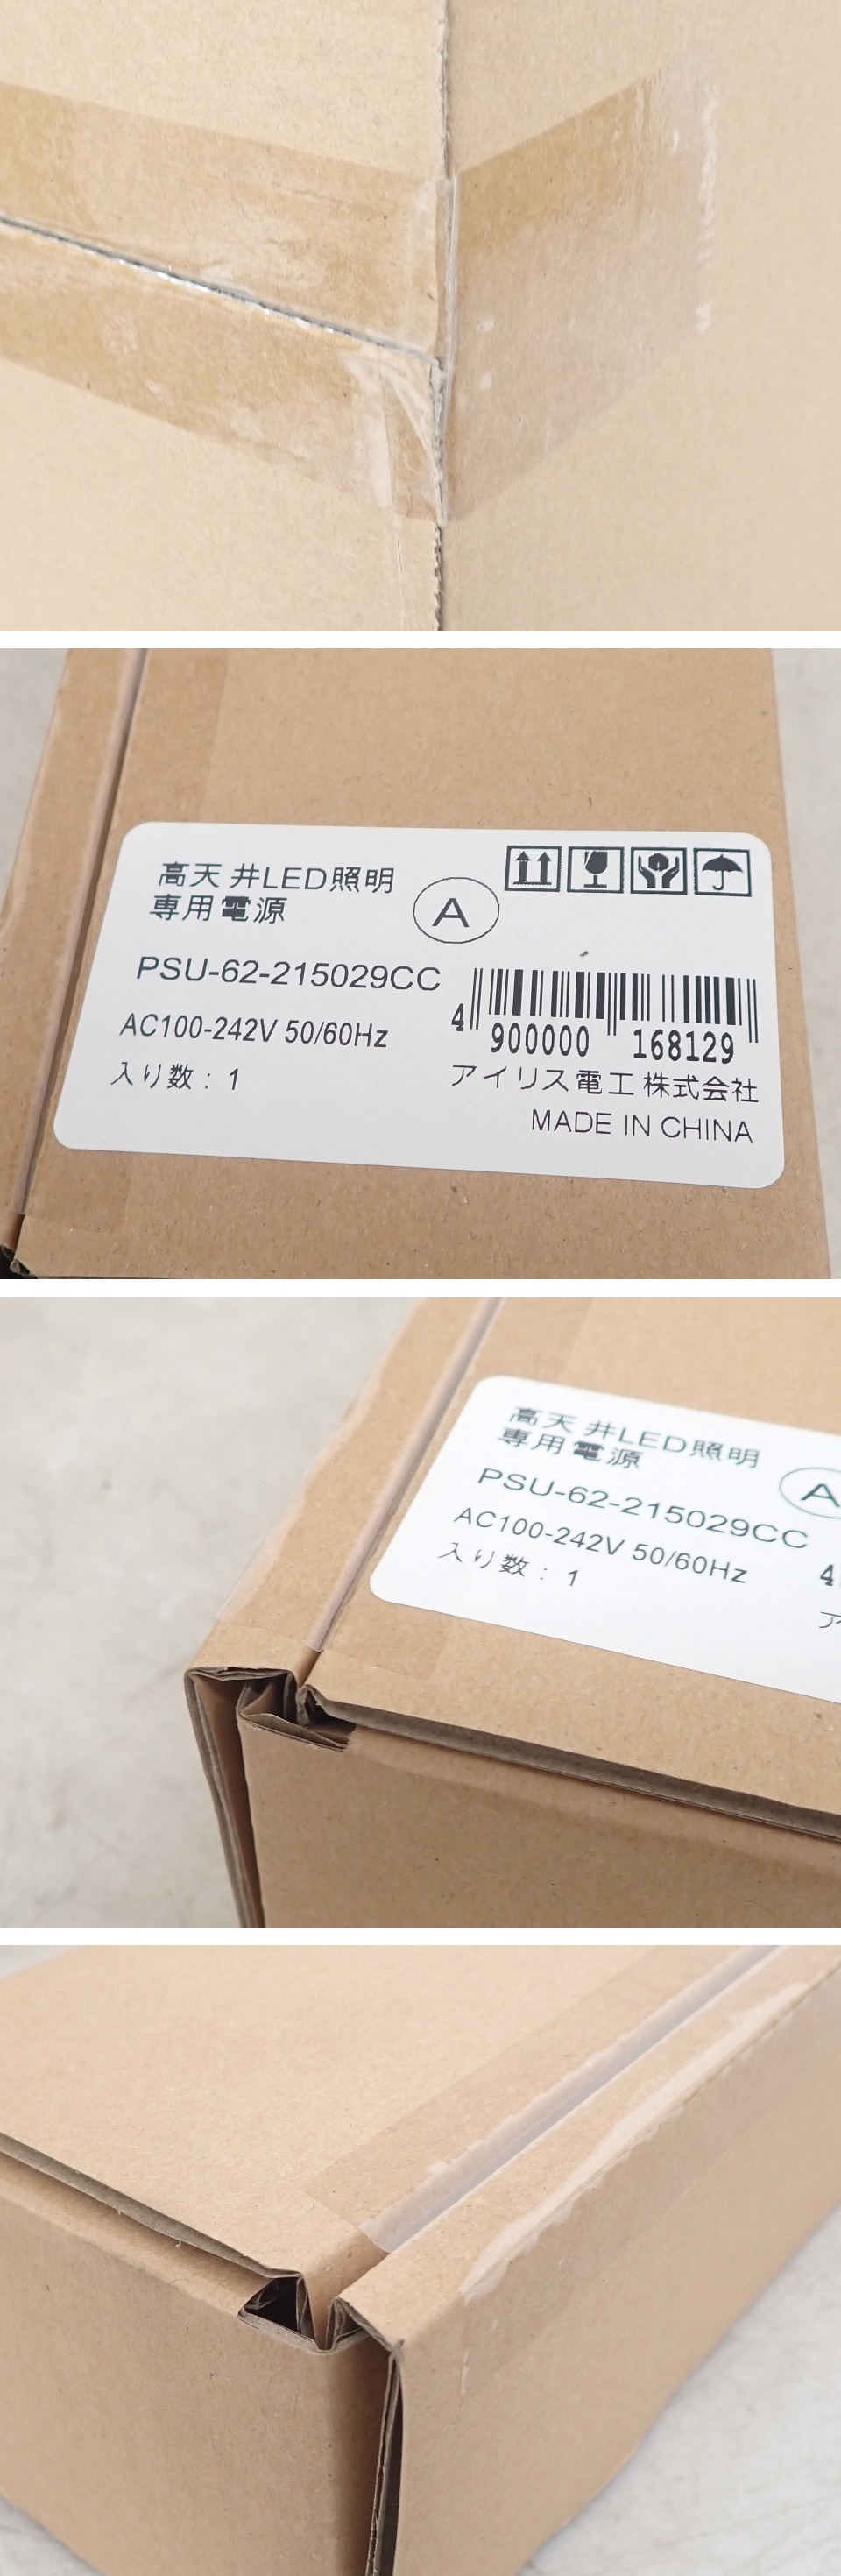 高天井LED照明
専用電源
A
PSU-62-215029CC
AC100-242V 50/60Hz
入り数：1
4 900000 168129
アイリス電工株式会社
MADE IN CHINA
高天井LED照明
専用電源
A
PSU-62-215029CC
AC100-242V 50/60Hz
入り数：1
4
ア